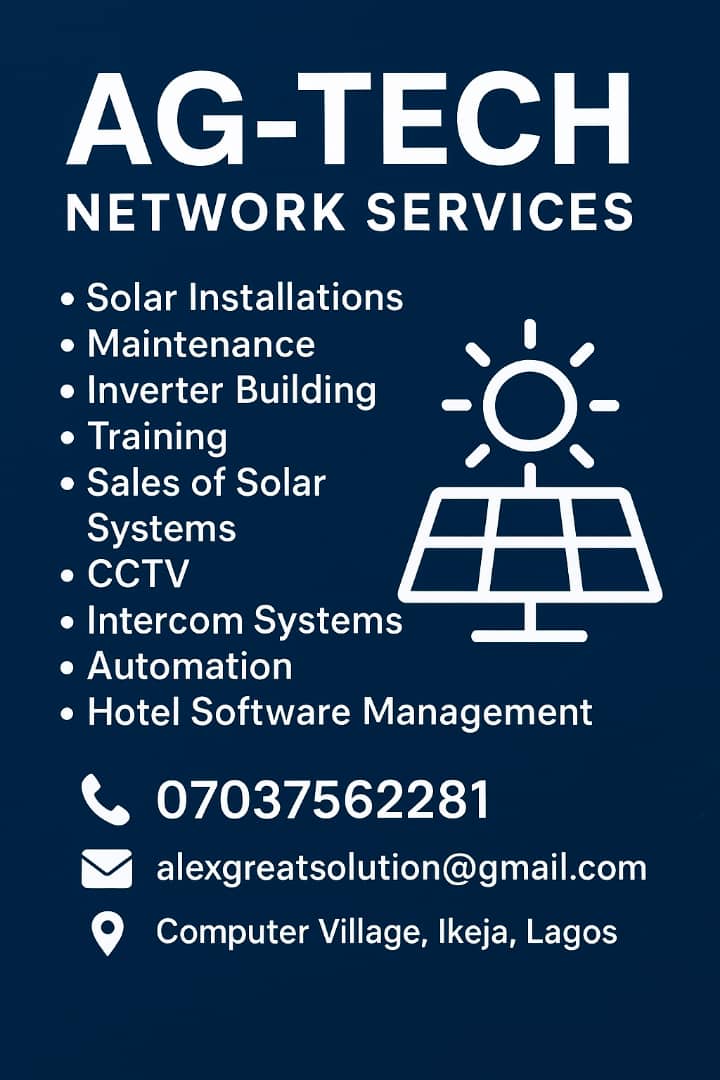 AG-TECH
NETWORK SERVICES
• Solar Installations
• Maintenance
• Inverter Building
• Training
• Sales of Solar
Systems
• CCTV
• Intercom Systems
• Automation
• Hotel Software Management
07037562281
alexgreatsolution@gmail.com
Computer Village, Ikeja, Lagos